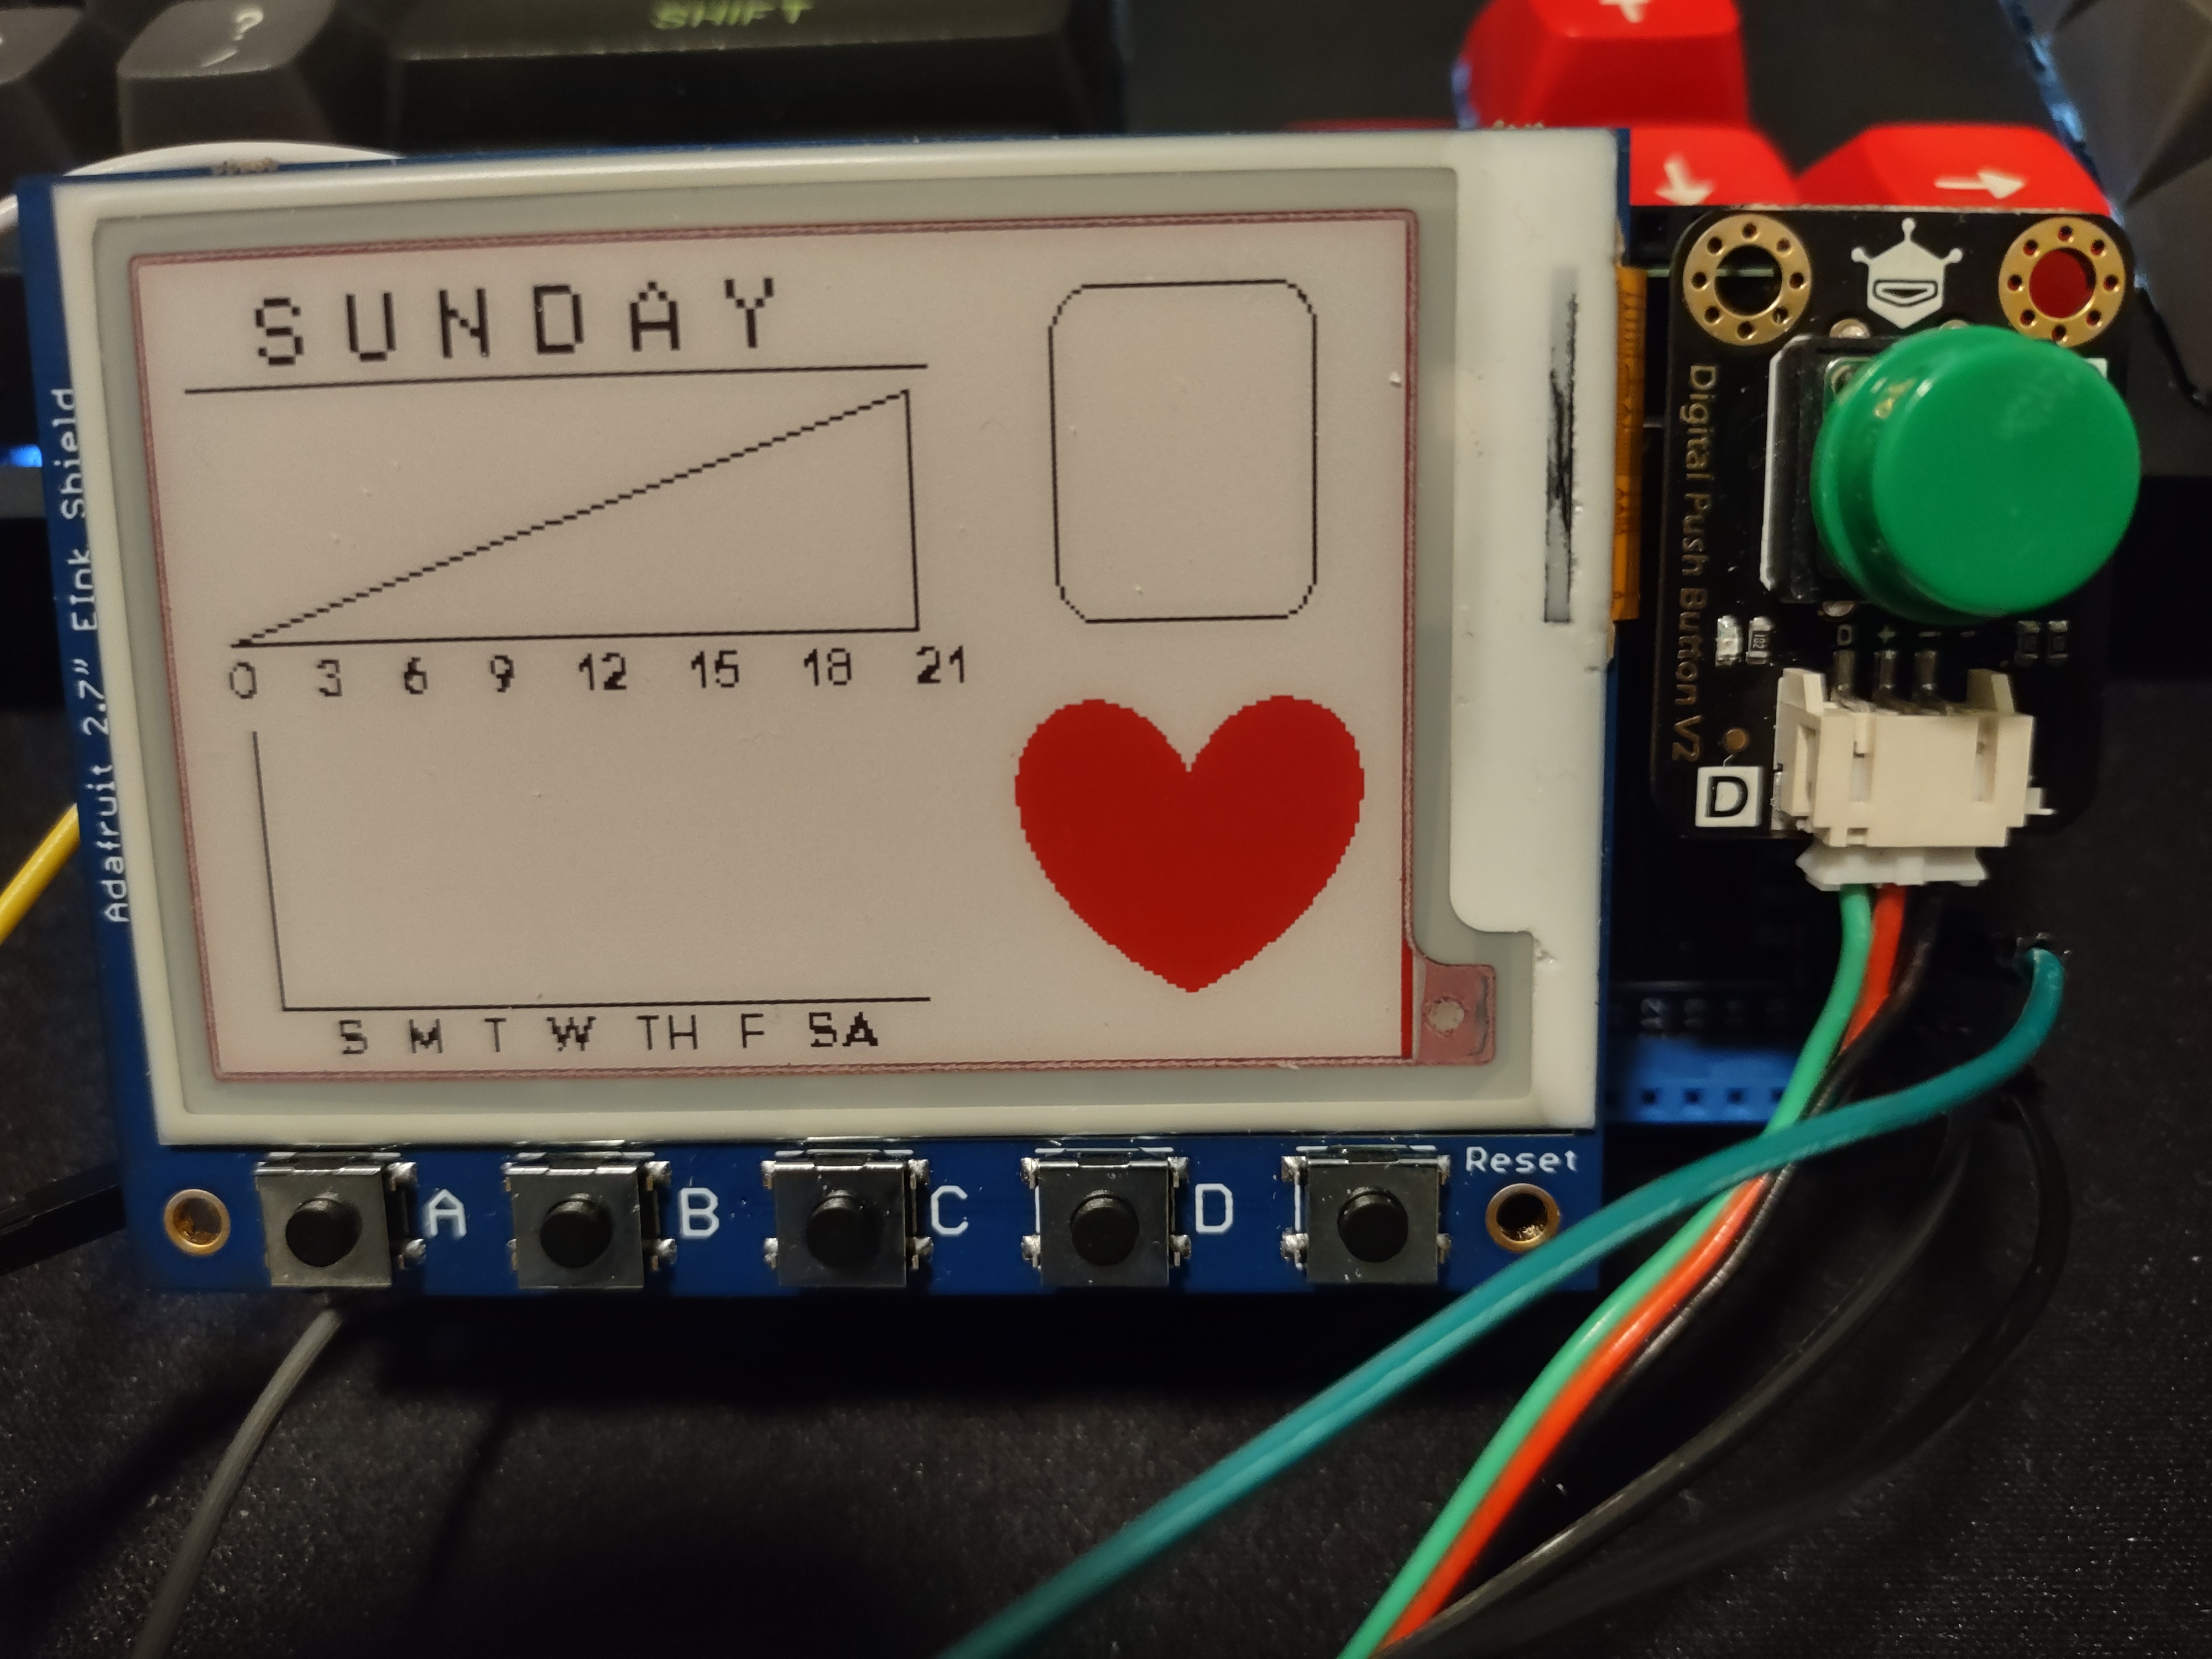 ?
SHIFT
SUNDAY
0 3 6 9 12 15 18 21
S M T W TH F SA
Adafruit 2.7" EInk Shield
A B C D Reset
Digital Push Button V2
D